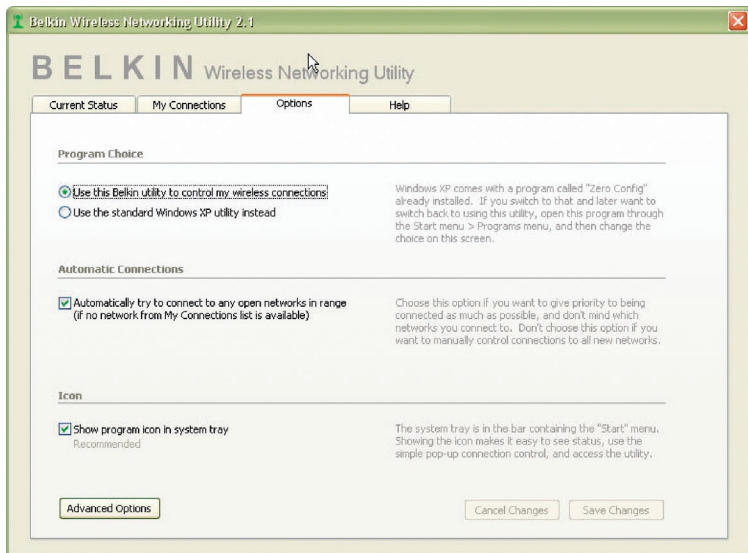 Belkin Wireless Networking Utility 2.1
BELKIN Wireless Networking Utility
Current Status
My Connections
Options
Help
Program Choice
Use this Belkin utility to control my wireless connections
Use the standard Windows XP utility instead
Windows XP comes with a program called "Zero Config"
already installed. If you switch to that and later want to
switch back to using this utility, open this program through
the Start menu > Programs menu, and then change the
choice on this screen.
Automatic Connections
Automatically try to connect to any open networks in range
(if no network from My Connections list is available)
Choose this option if you want to give priority to being
connected as much as possible, and don't mind which
networks you connect to. Don't choose this option if you
want to manually control connections to all new networks.
Icon
Show program icon in system tray
Recommended
The system tray is in the bar containing the "Start" menu.
Showing the icon makes it easy to see status, use the
simple pop-up connection control, and access the utility.
Advanced Options
Cancel Changes
Save Changes